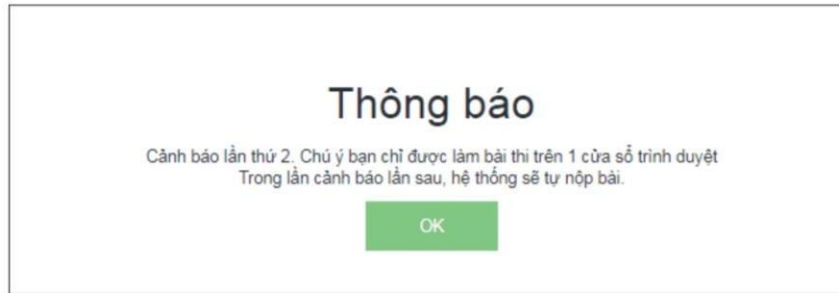 Thông báo
Cảnh báo lần thứ 2. Chú ý bạn chỉ được làm bài thi trên 1 cửa sổ trình duyệt
Trong lần cảnh báo lần sau, hệ thống sẽ tự nộp bài.
OK